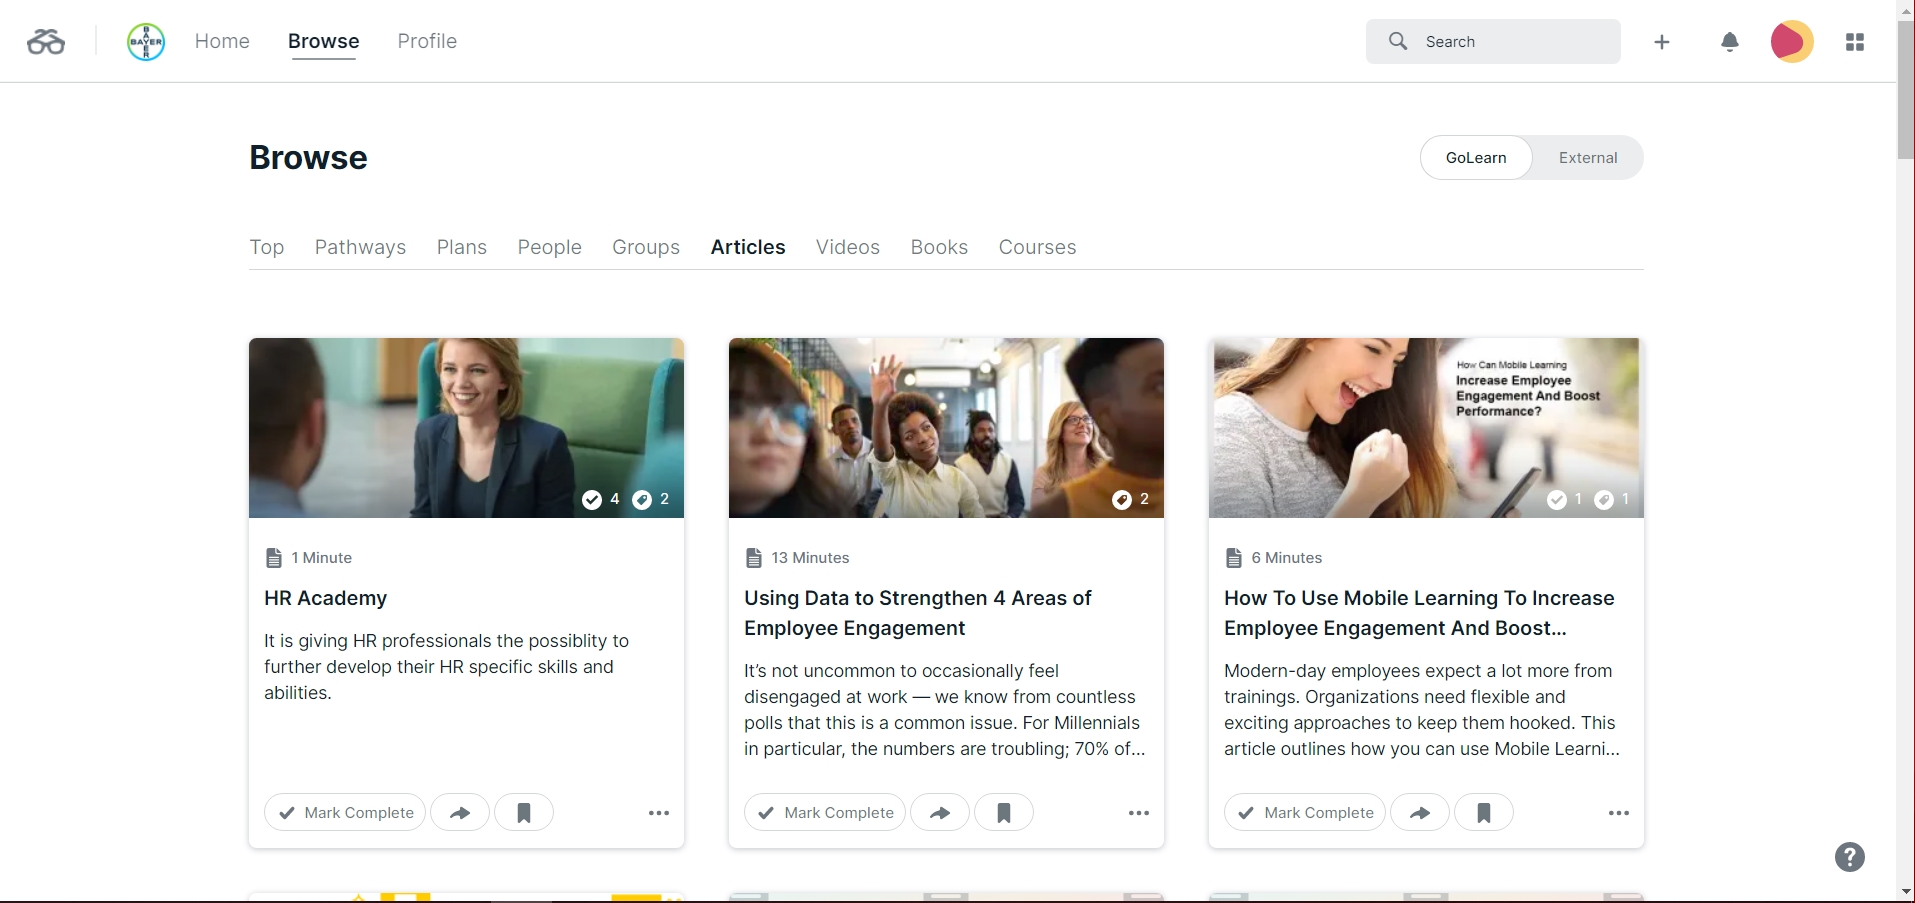 BAYER
Home
Browse
Profile
Search
Browse
GoLearn
External
Top
Pathways
Plans
People
Groups
Articles
Videos
Books
Courses
4
2
2
How Can Mobile Learning
Increase Employee
Engagement And Boost
Performance?
1
1
1 Minute
HR Academy
It is giving HR professionals the possiblity to
further develop their HR specific skills and
abilities.
Mark Complete
13 Minutes
Using Data to Strengthen 4 Areas of
Employee Engagement
It's not uncommon to occasionally feel
disengaged at work — we know from countless
polls that this is a common issue. For Millennials
in particular, the numbers are troubling; 70% of...
Mark Complete
6 Minutes
How To Use Mobile Learning To Increase
Employee Engagement And Boost...
Modern-day employees expect a lot more from
trainings. Organizations need flexible and
exciting approaches to keep them hooked. This
article outlines how you can use Mobile Learni...
Mark Complete
?